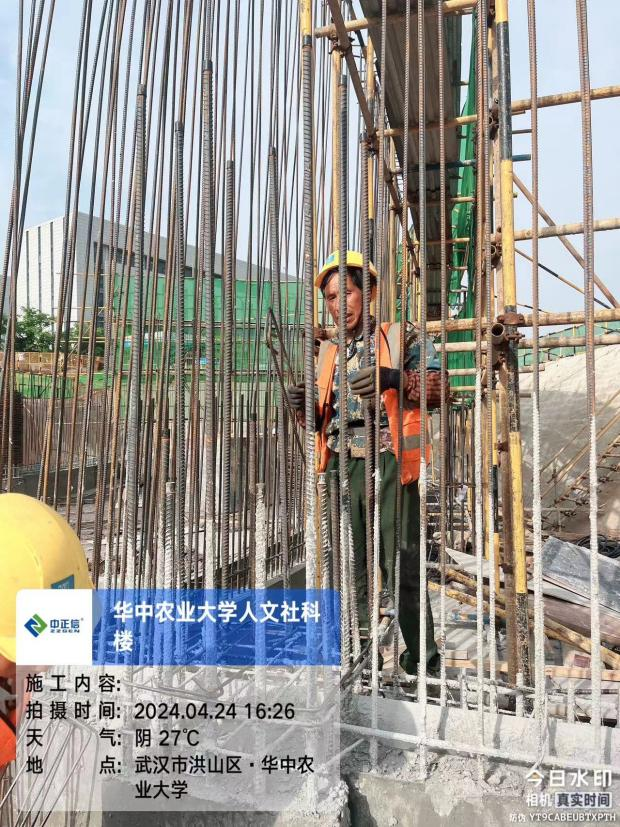 中正信
ZZSEN
华中农业大学人文社科
楼
施工内容:
拍摄时间: 2024.04.24 16:26
天 气: 阴 27℃
地 点: 武汉市洪山区·华中农
业大学
今日水印
相机 真实时间
防伪 YT9CABEUBTXPTH